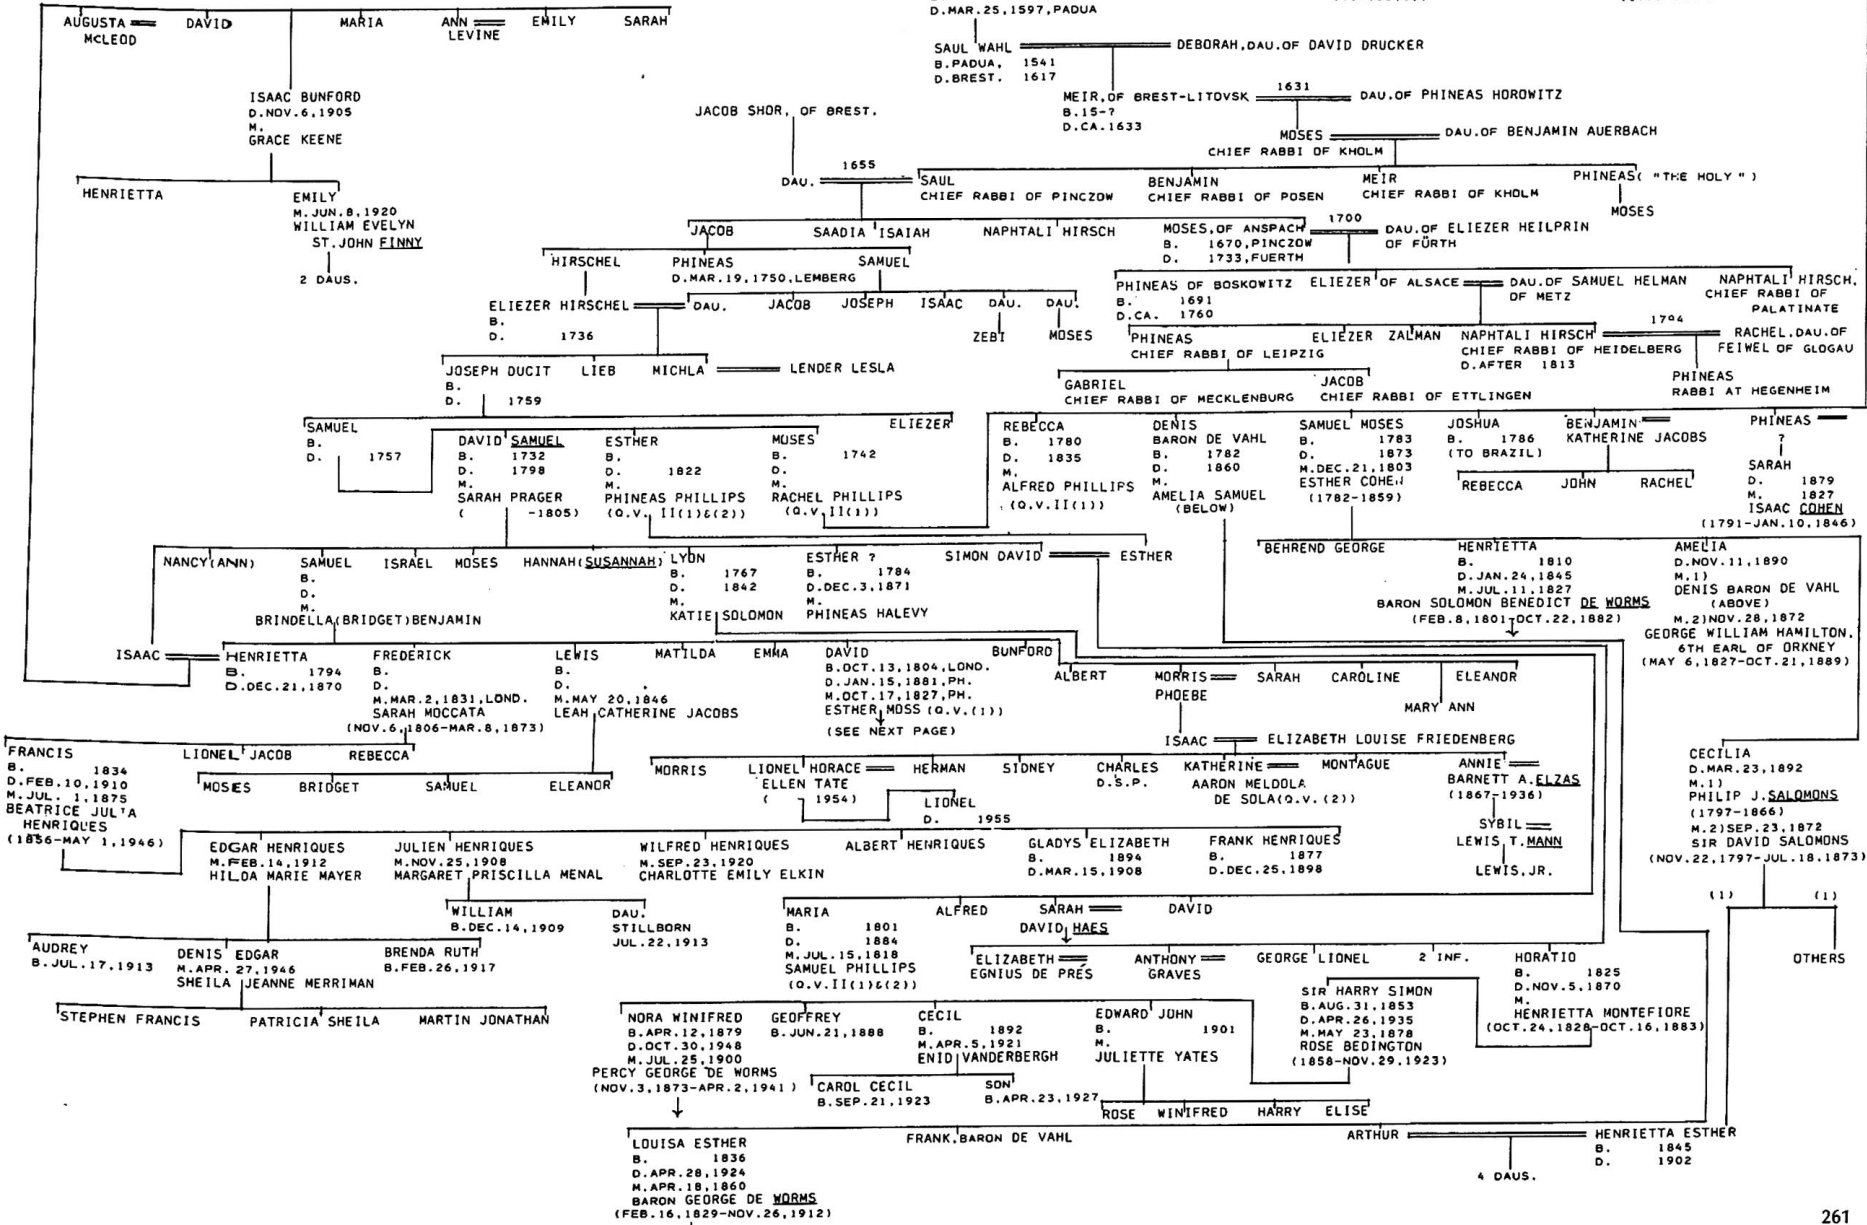 D.MAR.25,1597,PADUA
AUGUSTA
McLEOD
DAVID
MARIA
ANN
LEVINE
EMILY
SARAH
SAUL WAHL
B.PADUA, 1541
D.BREST. 1617
DEBORAH,DAU.OF DAVID DRUCKER
ISAAC BUNFORD
D.NOV.6,1905
M.
GRACE KEENE
JACOB SHOR, OF BREST.
MEIR,OF BREST-LITOVSK
B.15-?
D.CA.1633
1631
DAU.OF PHINEAS HOROWITZ
MOSES
CHIEF RABBI OF KHOLM
DAU.OF BENJAMIN AUERBACH
HENRIETTA
EMILY
M.JUN.8,1920
WILLIAM EVELYN
ST.JOHN FINNY
2 DAUS.
DAU.
1655
SAUL
CHIEF RABBI OF PINCZOW
BENJAMIN
CHIEF RABBI OF POSEN
MEIR
CHIEF RABBI OF KHOLM
PHINEAS( "THE HOLY")
MOSES
JACOB
SAADIA ISAIAH
NAPHTALI HIRSCH
MOSES,OF ANSPACH
B. 1670,PINCZOW
D. 1733,FUERTH
1700
DAU.OF ELIEZER HEILPRIN
OF FÜRTH
HIRSCHEL
PHINEAS
D.MAR.19,1750,LEMBERG
SAMUEL
ELIEZER HIRSCHEL
B.
D. 1736
DAU.
JACOB
JOSEPH
ISAAC
DAU.
DAU.
ZEBI
MOSES
PHINEAS OF BOSKOWITZ
B. 1691
D.CA. 1760
ELIEZER OF ALSACE
DAU.OF SAMUEL HELMAN
OF METZ
NAPHTALI HIRSCH,
CHIEF RABBI OF
PALATINATE
PHINEAS
CHIEF RABBI OF LEIPZIG
ELIEZER
ZALMAN
NAPHTALI HIRSCH
CHIEF RABBI OF HEIDELBERG
D.AFTER 1813
RACHEL,DAU.OF
FEIWEL OF GLOGAU
JOSEPH DUCIT
B.
D. 1759
LIEB
MICHLA
LENDER LESLA
GABRIEL
CHIEF RABBI OF MECKLENBURG
JACOB
CHIEF RABBI OF ETTLINGEN
PHINEAS
RABBI AT HEGENHEIM
SAMUEL
B.
D. 1757
ELIEZER
DAVID SAMUEL
B. 1732
D. 1798
M.
SARAH PRAGER
( -1805)
ESTHER
B.
D. 1822
M.
PHINEAS PHILLIPS
(Q.V. II(1)&(2))
MOSES
B. 1742
D.
M.
RACHEL PHILLIPS
(Q.V.II(1))
REBECCA
B. 1780
D. 1835
M.
ALFRED PHILLIPS
(Q.V.II(1))
DENIS
BARON DE VAHL
B. 1782
D. 1860
M.
AMELIA SAMUEL
(BELOW)
SAMUEL MOSES
B. 1783
D. 1873
M.DEC.21,1803
ESTHER COHEN
(1782-1859)
JOSHUA
B. 1786
(TO BRAZIL)
BENJAMIN
KATHERINE JACOBS
REBECCA
JOHN
RACHEL
PHINEAS
?
SARAH
D. 1879
M. 1827
ISAAC COHEN
(1791-JAN.10,1846)
NANCY(ANN)
SAMUEL
B.
D.
M.
BRINDELLA(BRIDGET)BENJAMIN
ISRAEL
MOSES
HANNAH(SUSANNAH)
LYON
B. 1767
D. 1842
M.
KATIE SOLOMON
ESTHER ?
B. 1784
D.DEC.3,1871
M.
PHINEAS HALEVY
SIMON DAVID
ESTHER
BEHREND GEORGE
HENRIETTA
B. 1810
D.JAN.24,1845
M.JUL.11,1827
BARON SOLOMON BENEDICT DE WORMS
(FEB.8,1801-OCT.22,1882)
AMELIA
D.NOV.11,1890
M.1)
DENIS BARON DE VAHL
(ABOVE)
M.2)NOV.28,1872
GEORGE WILLIAM HAMILTON,
6TH EARL OF ORKNEY
(MAY 6,1827-OCT.21,1889)
ISAAC
HENRIETTA
B. 1794
D.DEC.21,1870
FREDERICK
B.
D.
M.MAR.2,1831,LOND.
SARAH MOCCATA
(NOV.6,1806-MAR.8,1873)
LEWIS
B.
D.
M.MAY 20,1846
LEAH CATHERINE JACOBS
MATILDA
EMMA
DAVID
B.OCT.13,1804,LOND.
D.JAN.15,1881,PH.
M.OCT.17,1827,PH.
ESTHER MOSS (Q.V.(1))
(SEE NEXT PAGE)
BUNFORD
ALBERT
MORRIS
PHOEBE
SARAH
CAROLINE
ELEANOR
MARY ANN
ISAAC
ELIZABETH LOUISE FRIEDENBERG
FRANCIS
B. 1834
D.FEB.10,1910
M.JUL. 1,1875
BEATRICE JULIA
HENRIQUES
(1856-MAY 1,1946)
LIONEL JACOB
REBECCA
MOSES
BRIDGET
SAMUEL
ELEANOR
MORRIS
LIONEL HORACE
ELLEN TATE
( 1954)
HERMAN
SIDNEY
CHARLES
D.S.P.
KATHERINE
AARON MELDOLA
DE SOLA(Q.V.(2))
MONTAGUE
ANNIE
BARNETT A.ELZAS
(1867-1936)
LIONEL
D. 1955
SYBIL
LEWIS T.MANN
LEWIS,JR.
CECILIA
D.MAR.23,1892
M.1)
PHILIP J.SALOMONS
(1797-1866)
M.2)SEP.23,1872
SIR DAVID SALOMONS
(NOV.22,1797-JUL.18.1873)
(1)
(1)
OTHERS
EDGAR HENRIQUES
M.FEB.14,1912
HILDA MARIE MAYER
JULIEN HENRIQUES
M.NOV.25,1908
MARGARET PRISCILLA MENAL
WILFRED HENRIQUES
M.SEP.23,1920
CHARLOTTE EMILY ELKIN
ALBERT HENRIQUES
GLADYS ELIZABETH
B. 1894
D.MAR.15,1908
FRANK HENRIQUES
B. 1877
D.DEC.25,1898
WILLIAM
B.DEC.14,1909
DAU.
STILLBORN
JUL.22,1913
MARIA
B. 1801
D. 1884
M.JUL.15,1818
SAMUEL PHILLIPS
(Q.V.II(1)&(2))
ALFRED
SARAH
DAVID HAES
DAVID
AUDREY
B.JUL.17,1913
DENIS EDGAR
M.APR. 27,1946
SHEILA JEANNE MERRIMAN
BRENDA RUTH
B.FEB.26,1917
ELIZABETH
EGNIUS DE PRÉS
ANTHONY
GRAVES
GEORGE LIONEL
2 INF.
HORATIO
B. 1825
D.NOV.5,1870
M.
HENRIETTA MONTEFIORE
(OCT.24,1828-OCT.16,1883)
STEPHEN FRANCIS
PATRICIA SHEILA
MARTIN JONATHAN
NORA WINIFRED
B.APR.12,1879
D.OCT.30,1948
M.JUL.25,1900
PERCY GEORGE DE WORMS
(NOV.3,1873-APR.2,1941)
GEOFFREY
B.JUN.21,1888
CECIL
B. 1892
M.APR.5,1921
ENID VANDERBERGH
EDWARD JOHN
B. 1901
M.
JULIETTE YATES
SIR HARRY SIMON
B.AUG.31,1853
D.APR.26,1935
M.MAY 23,1878
ROSE BEDINGTON
(1858-NOV.29,1923)
CAROL CECIL
B.SEP.21,1923
SON
B.APR.23,1927
ROSE
WINIFRED
HARRY
ELISE
LOUISA ESTHER
B. 1836
D.APR.28,1924
M.APR.18,1860
BARON GEORGE DE WORMS
(FEB.16,1829-NOV.26,1912)
FRANK,BARON DE VAHL
ARTHUR
HENRIETTA ESTHER
B. 1845
D. 1902
4 DAUS.
261